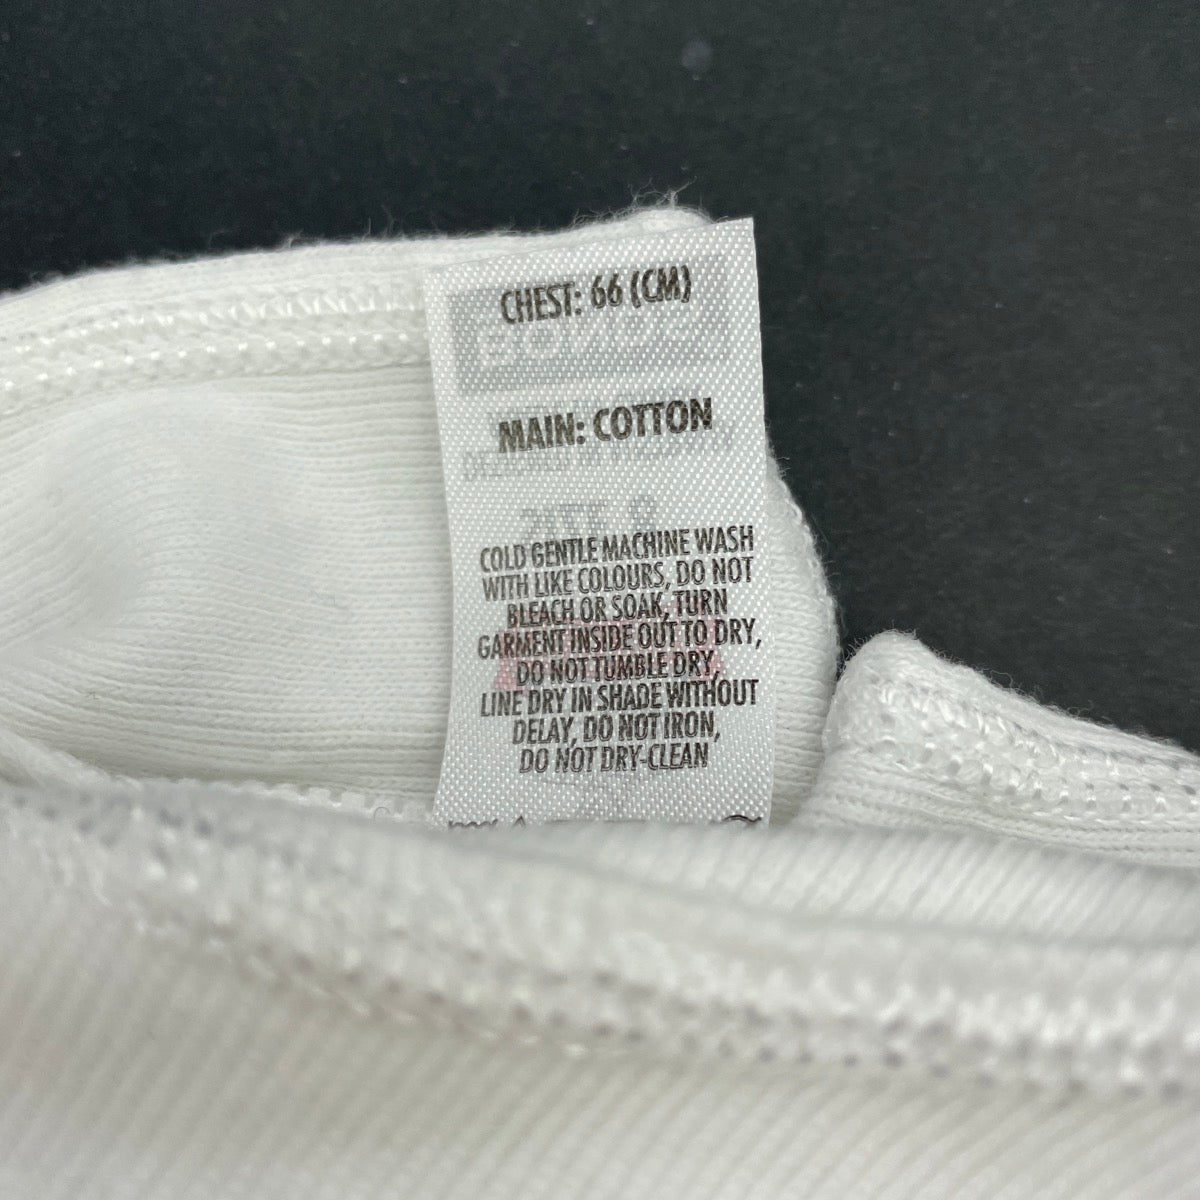 CHEST: 66 (CM)
BONDS
MAIN: COTTON
COLD GENTLE MACHINE WASH
WITH LIKE COLOURS, DO NOT
BLEACH OR SOAK, TURN
GARMENT INSIDE OUT TO DRY,
DO NOT TUMBLE DRY,
LINE DRY IN SHADE WITHOUT
DELAY, DO NOT IRON,
DO NOT DRY-CLEAN